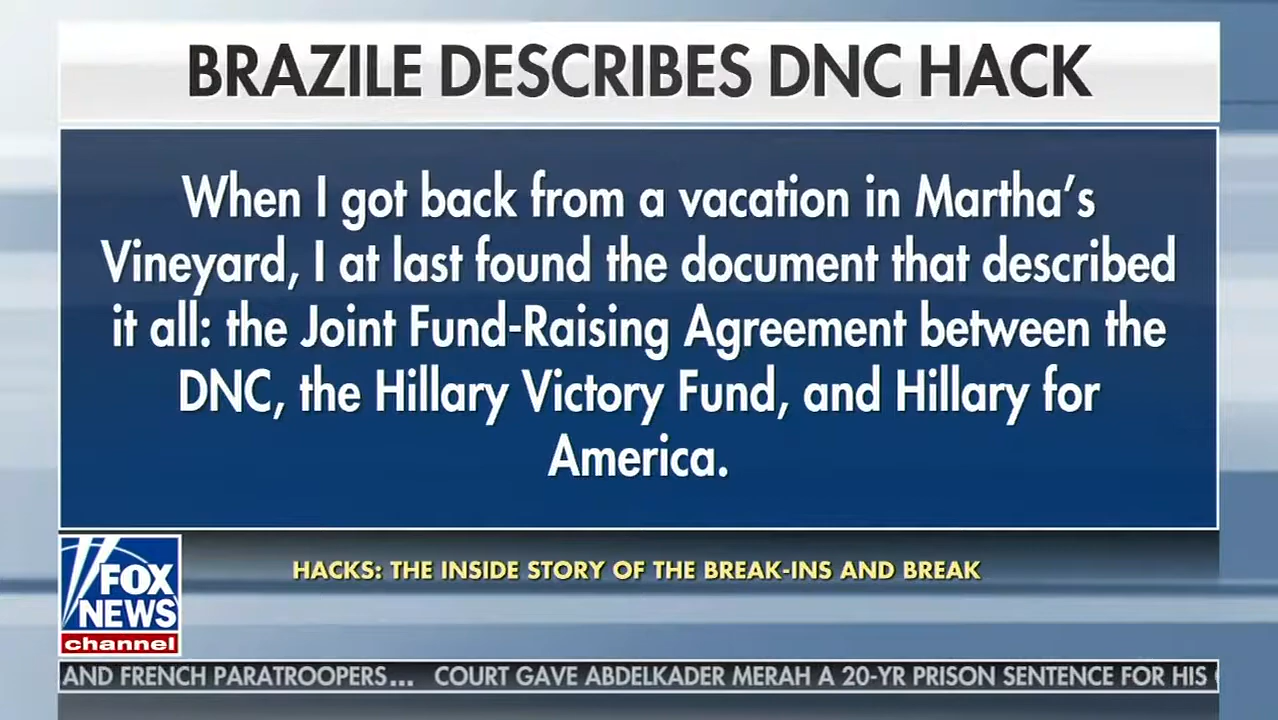 BRAZILE DESCRIBES DNC HACK
When I got back from a vacation in Martha's
Vineyard, I at last found the document that described
it all: the Joint Fund-Raising Agreement between the
DNC, the Hillary Victory Fund, and Hillary for
America.
HACKS: THE INSIDE STORY OF THE BREAK-INS AND BREAK
FOX
NEWS
channel
AND FRENCH PARATROOPERS... COURT GAVE ABDELKADER MERAH A 20-YR PRISON SENTENCE FOR HIS